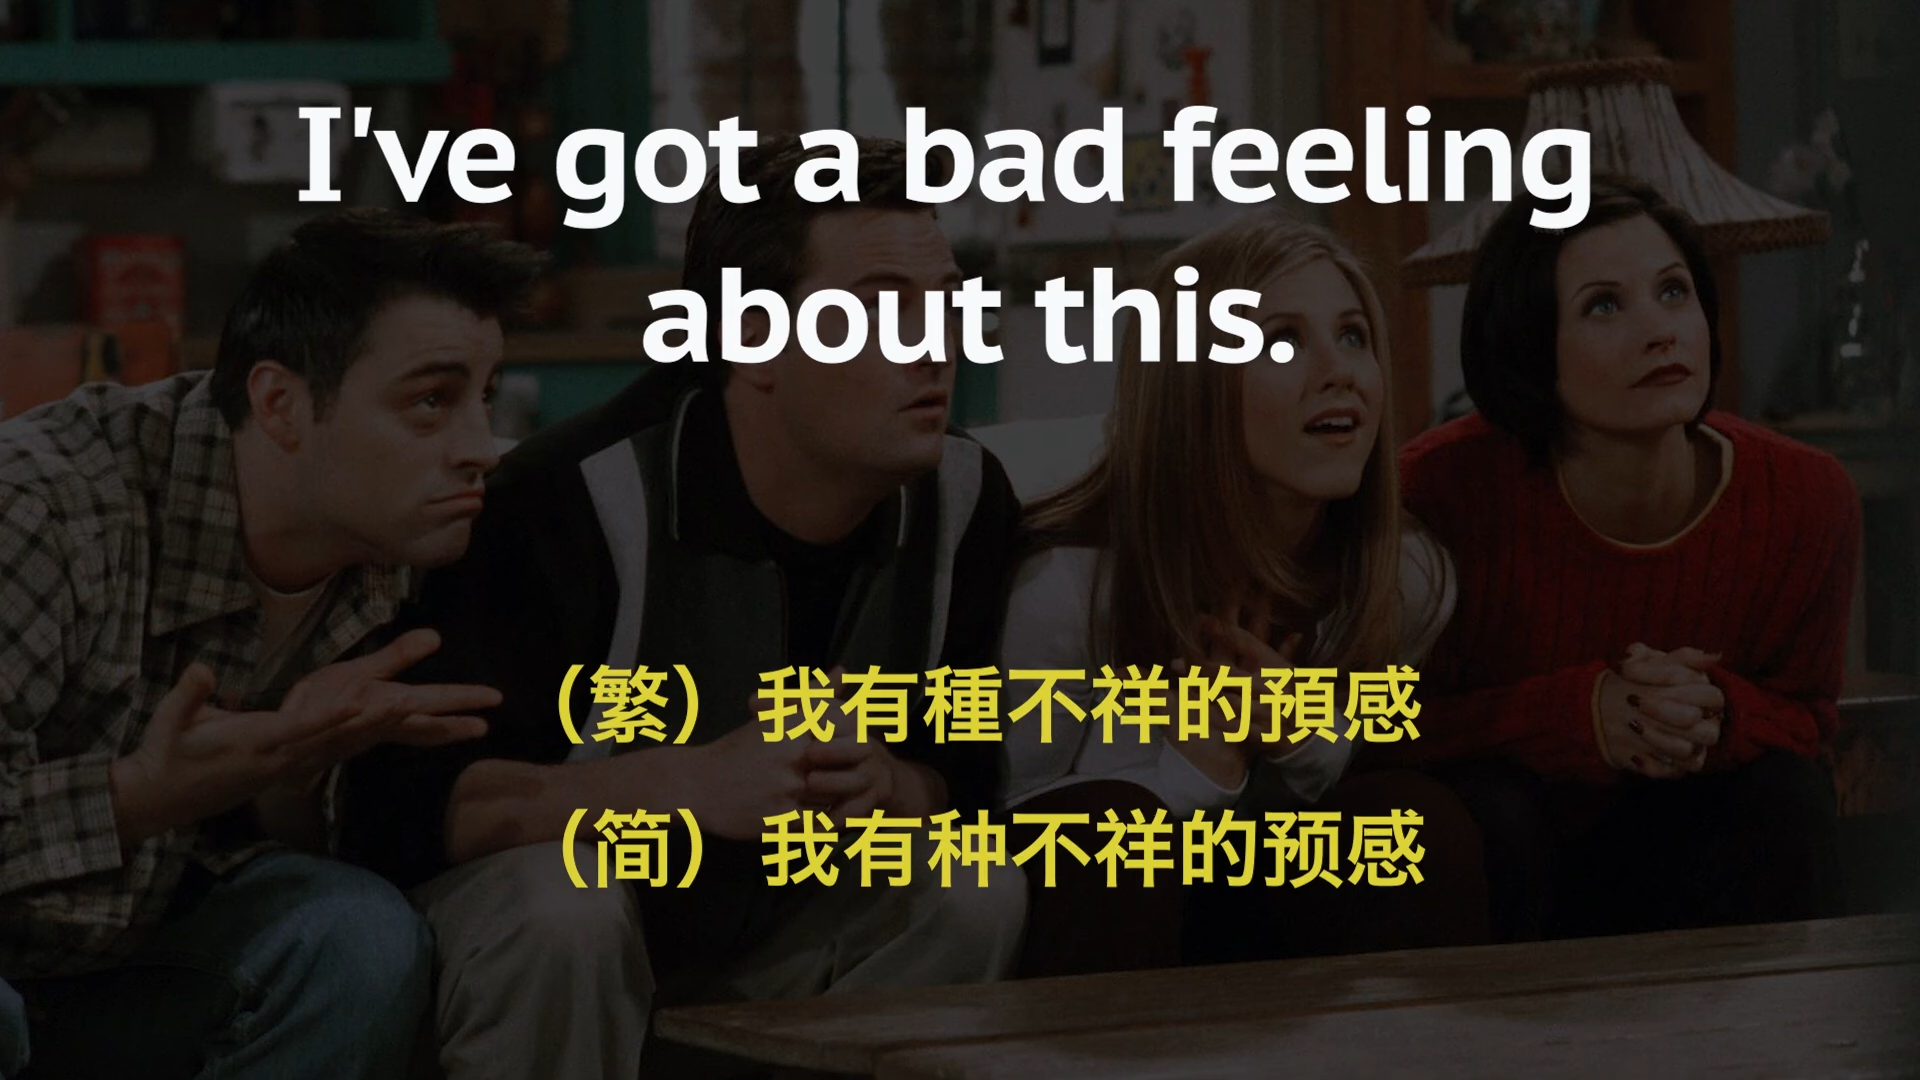 I've got a bad feeling
about this.
（繁）我有種不祥的預感
（简）我有种不祥的预感